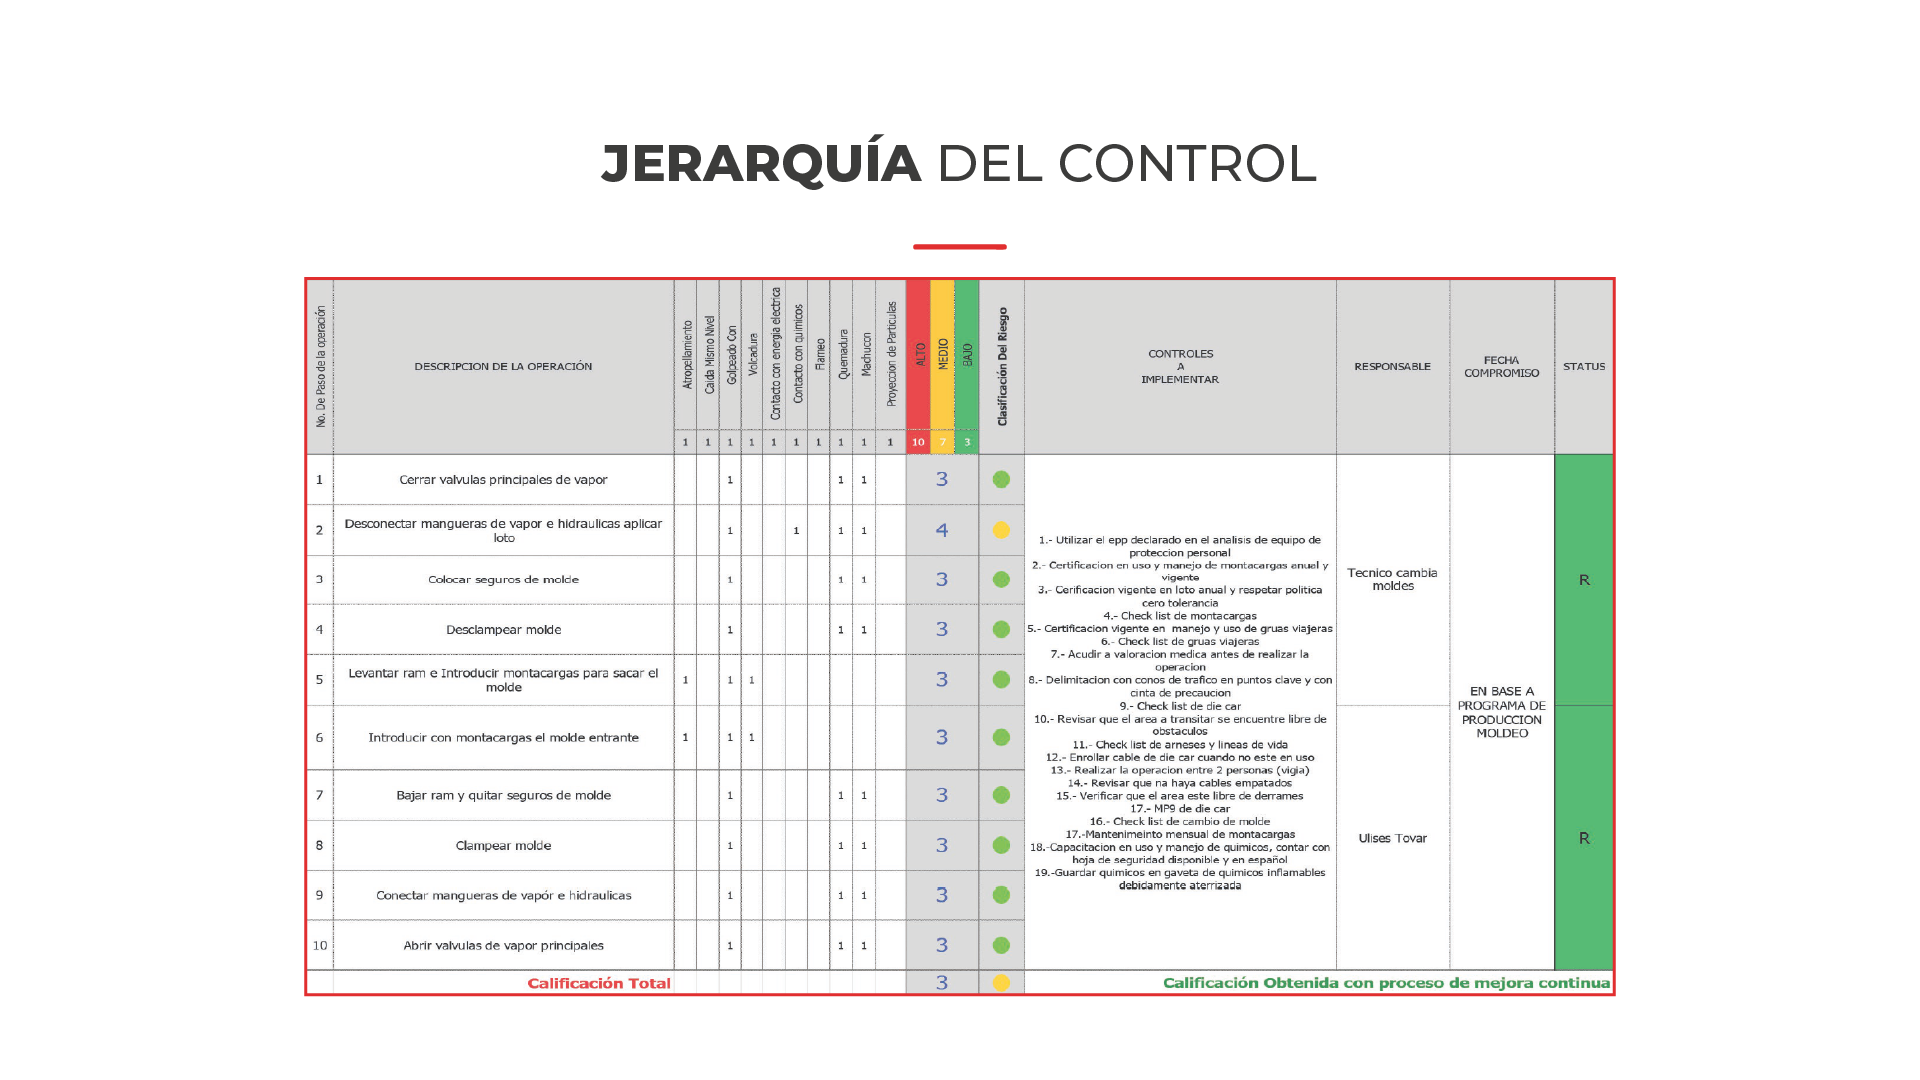 JERARQUÍA DEL CONTROL
No. De Paso de la operación
DESCRIPCION DE LA OPERACIÓN
Atropellamiento
Caida Mismo Nivel
Golpeado Con
Volcadura
Contacto con energia electrica
Contacto con quimicos
Flameo
Quemadura
Machucon
Proyeccion de Particulas
ALTO
MEDIO
BAJO
Clasificación Del Riesgo
CONTROLES
A
IMPLEMENTAR
RESPONSABLE
FECHA
COMPROMISO
STATUS
1 1 1 1 1 1 1 1 1 1 10 7 3
1 Cerrar valvulas principales de vapor 1 1 1 3
2 Desconectar mangueras de vapor e hidraulicas aplicar
loto 1 1 1 1 4
3 Colocar seguros de molde 1 1 1 3
4 Desclampear molde 1 1 1 3
5 Levantar ram e Introducir montacargas para sacar el
molde 1 1 1 3
6 Introducir con montacargas el molde entrante 1 1 1 3
7 Bajar ram y quitar seguros de molde 1 1 1 3
8 Clampear molde 1 1 1 3
9 Conectar mangueras de vapór e hidraulicas 1 1 1 3
10 Abrir valvulas de vapor principales 1 1 1 3
1.- Utilizar el epp declarado en el analisis de equipo de
proteccion personal
2.- Certificacion en uso y manejo de montacargas anual y
vigente
3.- Cerificacion vigente en loto anual y respetar politica
cero tolerancia
4.- Check list de montacargas
5.- Certificacion vigente en manejo y uso de gruas viajeras
6.- Check list de gruas viajeras
7.- Acudir a valoracion medica antes de realizar la
operacion
8.- Delimitacion con conos de trafico en puntos clave y con
cinta de precaucion
9.- Check list de die car
10.- Revisar que el area a transitar se encuentre libre de
obstaculos
11.- Check list de arneses y lineas de vida
12.- Enrollar cable de die car cuando no este en uso
13.- Realizar la operacion entre 2 personas (vigia)
14.- Revisar que na haya cables empatados
15.- Verificar que el area este libre de derrames
17.- MP9 de die car
16.- Check list de cambio de molde
17.-Mantenimeinto mensual de montacargas
18.-Capacitacion en uso y manejo de quimicos, contar con
hoja de seguridad disponible y en español
19.-Guardar quimicos en gaveta de quimicos inflamables
debidamente aterrizada
Tecnico cambia
moldes
Ulises Tovar
EN BASE A
PROGRAMA DE
PRODUCCION
MOLDEO
R
R
Calificación Total 3
Calificación Obtenida con proceso de mejora continua